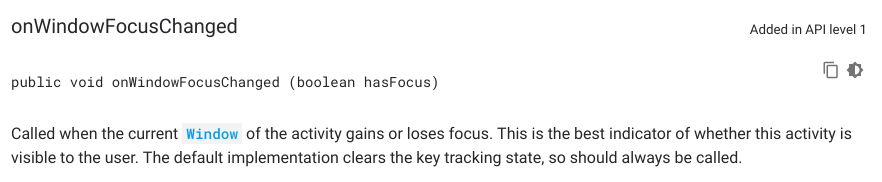 onWindowFocusChanged
Added in API level 1
public void onWindowFocusChanged (boolean hasFocus)
Called when the current Window of the activity gains or loses focus. This is the best indicator of whether this activity is
visible to the user. The default implementation clears the key tracking state, so should always be called.